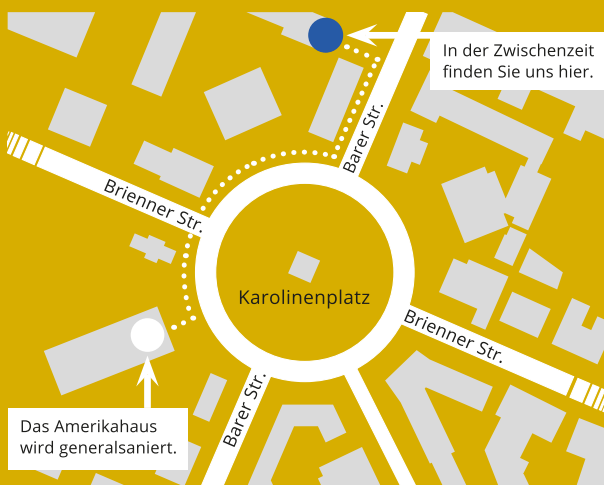 In der Zwischenzeit
finden Sie uns hier.
Barer Str.
Brienner Str.
Karolinenplatz
Brienner Str.
Barer Str.
Das Amerikahaus
wird generalsaniert.